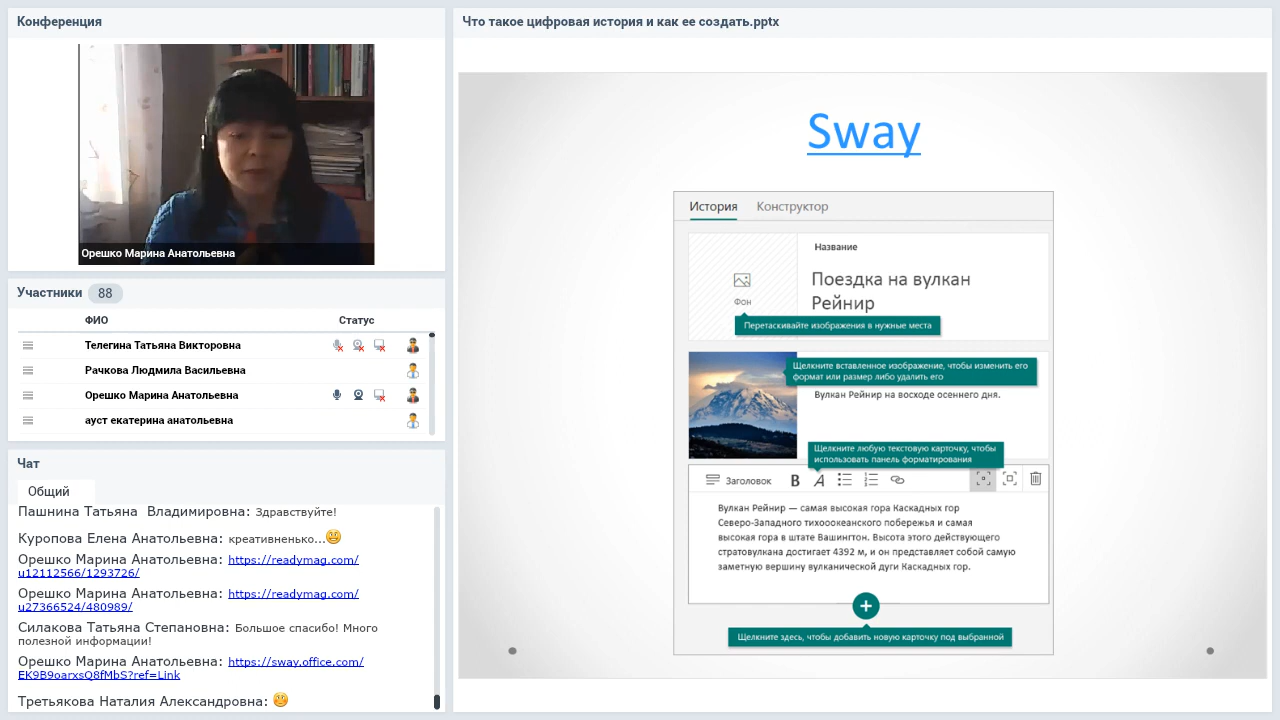 Конференция
Орешко Марина Анатольевна
Участники 88
ФИО Статус
Телегина Татьяна Викторовна
Рачкова Людмила Васильевна
Орешко Марина Анатольевна
ауст екатерина анатольевна
Чат
Общий
Пашнина Татьяна Владимировна: Здравствуйте!
Куропова Елена Анатольевна: креативненько...
Орешко Марина Анатольевна: https://readymag.com/
u12112566/1293726/
Орешко Марина Анатольевна: https://readymag.com/
u27366524/480989/
Силакова Татьяна Степановна: Большое спасибо! Много
полезной информации!
Орешко Марина Анатольевна: https://sway.office.com/
EK9B9oarxsQ8fMbS?ref=Link
Третьякова Наталия Александровна:
Что такое цифровая история и как ее создать.pptx
Sway
История Конструктор
Название
Поездка на вулкан
Рейнир
Фон
Перетаскивайте изображения в нужные места
Щелкните вставленное изображение, чтобы изменить его
формат или размер либо удалить его
Вулкан Рейнир на восходе осеннего дня.
Щелкните любую текстовую карточку, чтобы
использовать панель форматирования
Заголовок B A
Вулкан Рейнир — самая высокая гора Каскадных гор
Северо-Западного тихоокеанского побережья и самая
высокая гора в штате Вашингтон. Высота этого действующего
стратовулкана достигает 4392 м, и он представляет собой самую
заметную вершину вулканической дуги Каскадных гор.
Щелкните здесь, чтобы добавить новую карточку под выбранной